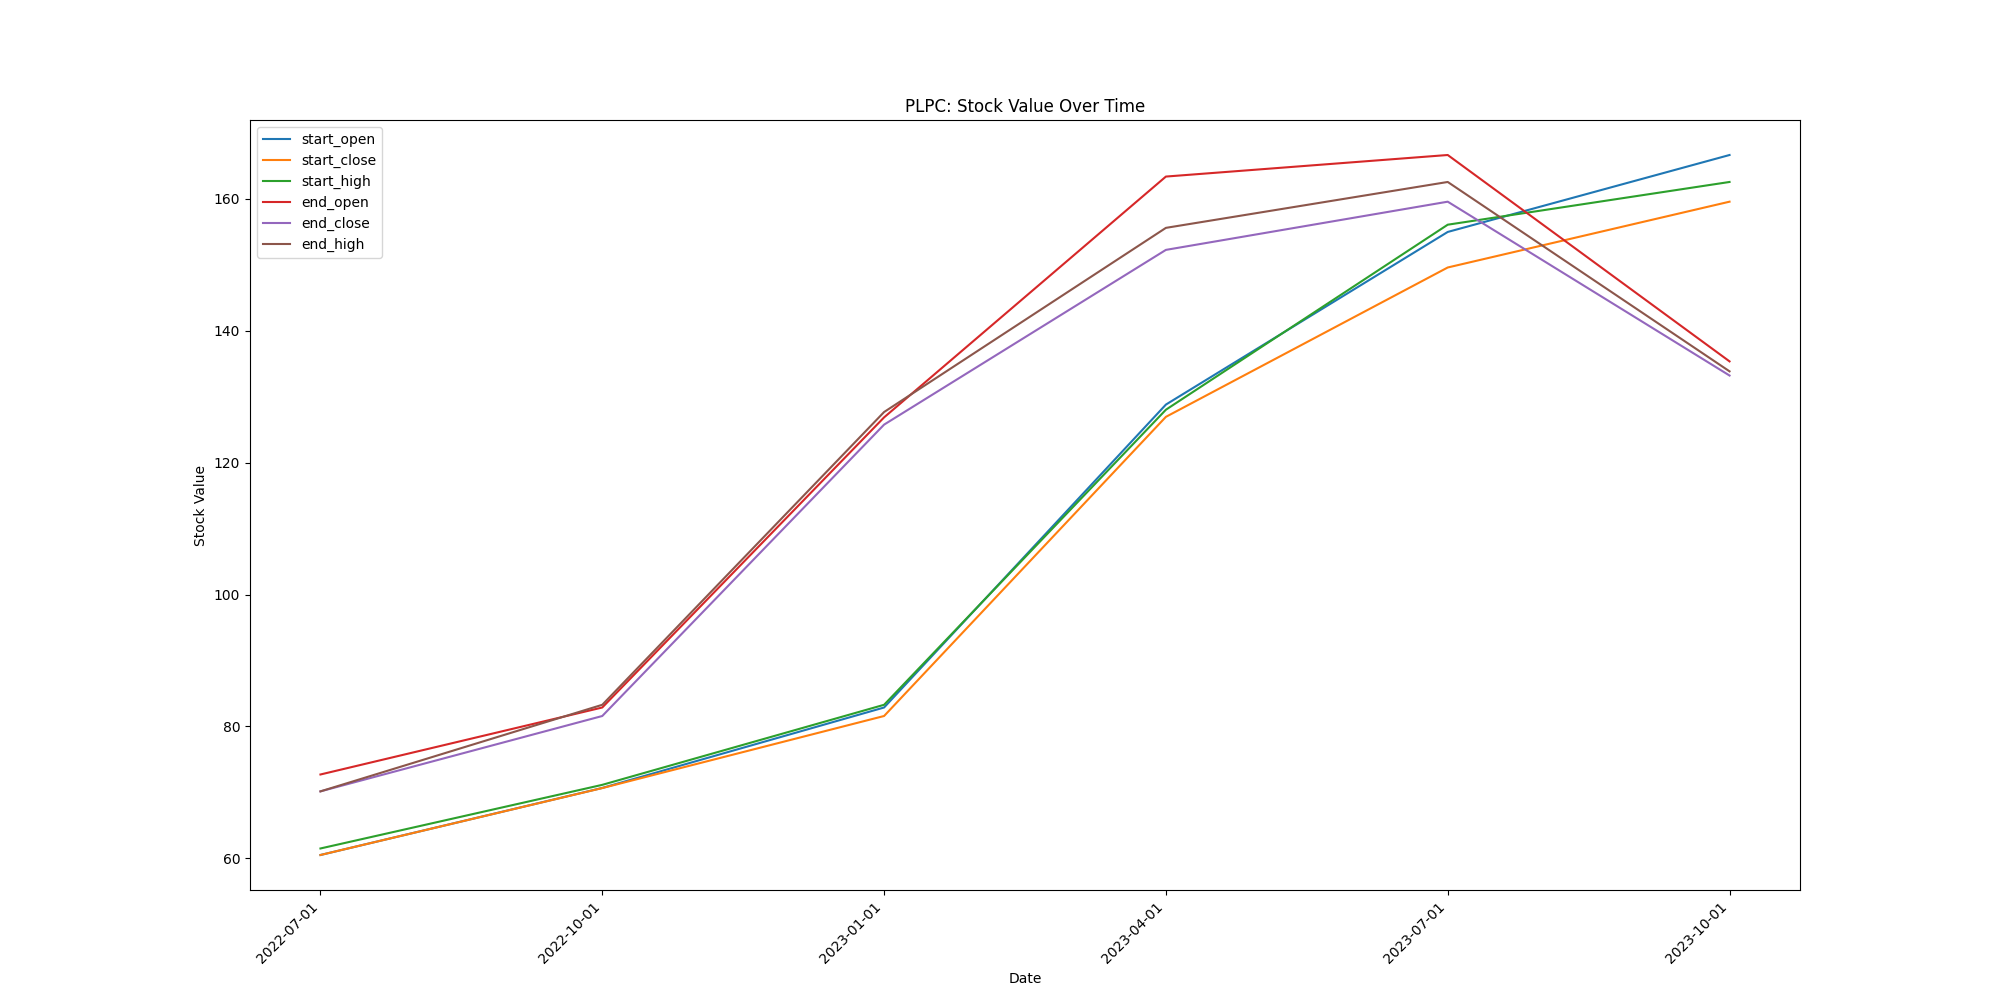 PLPC: Stock Value Over Time
start_open
start_close
start_high
end_open
end_close
end_high
Stock Value
160
140
120
100
80
60
2022-07-01
2022-10-01
2023-01-01
2023-04-01
2023-07-01
2023-10-01
Date